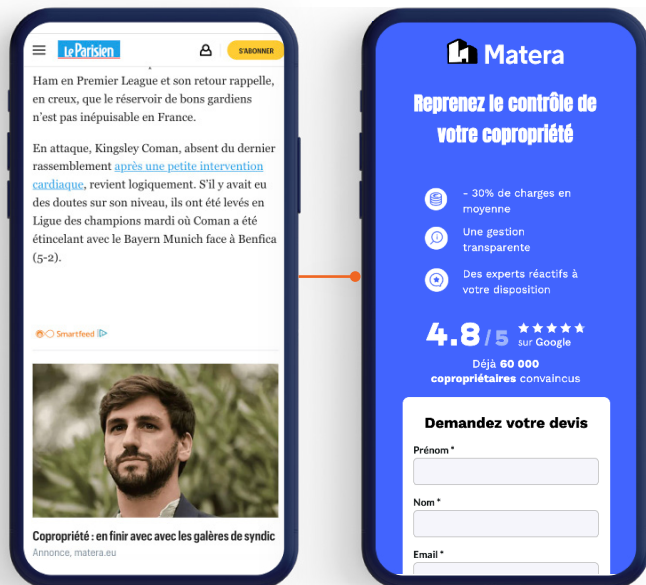 Le Parisien
S'ABONNER
Ham en Premier League et son retour rappelle,
en creux, que le réservoir de bons gardiens
n'est pas inépuisable en France.
En attaque, Kingsley Coman, absent du dernier
rassemblement après une petite intervention
cardiaque, revient logiquement. S'il y avait eu
des doutes sur son niveau, ils ont été levés en
Ligue des champions mardi où Coman a été
étincelant avec le Bayern Munich face à Benfica
(5-2).
Smartfeed
Copropriété : en finir avec avec les galères de syndic
Annonce, matera.eu
Matera
Reprenez le contrôle de
votre copropriété
- 30% de charges en
moyenne
Une gestion
transparente
Des experts réactifs à
votre disposition
4.8/5
sur Google
Déjà 60 000
copropriétaires convaincus
Demandez votre devis
Prénom *
Nom *
Email *